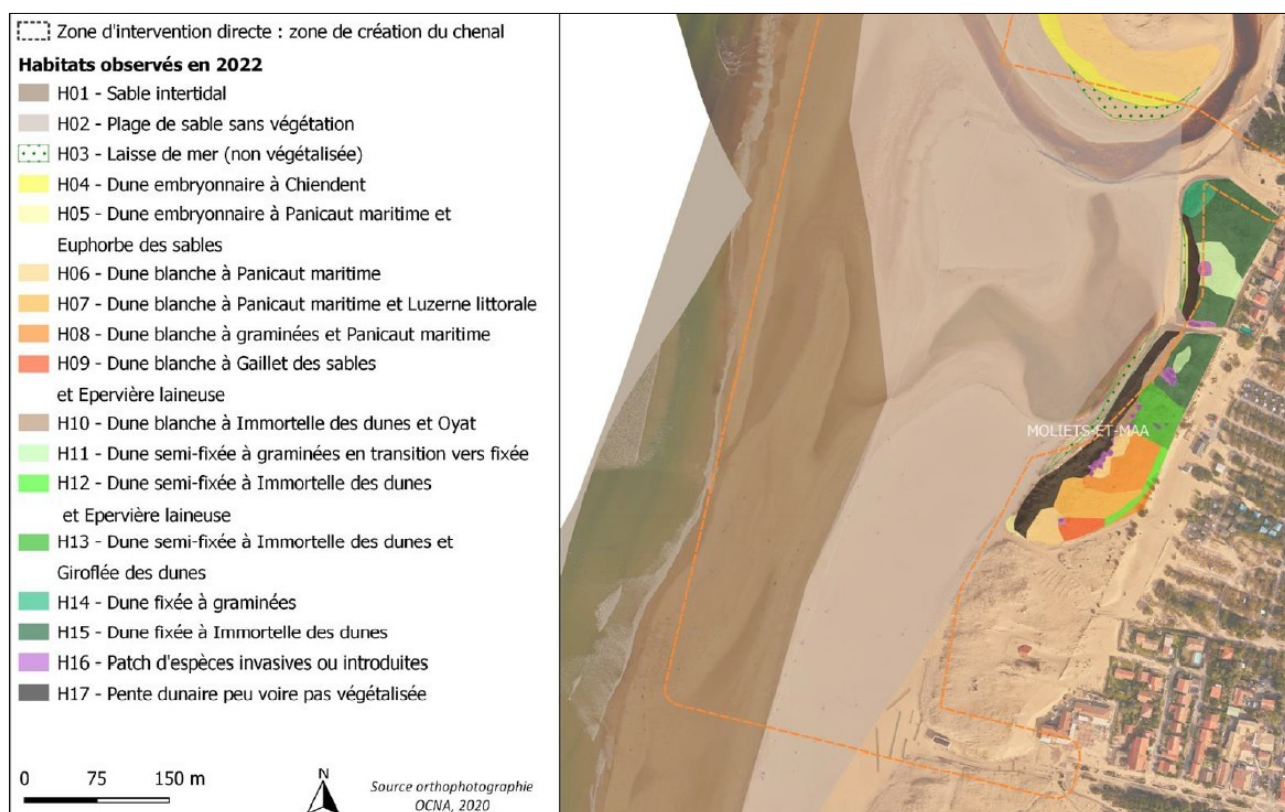 Zone d'intervention directe : zone de création du chenal
Habitats observés en 2022
H01 - Sable intertidal
H02 - Plage de sable sans végétation
H03 - Laisse de mer (non végétalisée)
H04 - Dune embryonnaire à Chiendent
H05 - Dune embryonnaire à Panicaut maritime et
Euphorbe des sables
H06 - Dune blanche à Panicaut maritime
H07 - Dune blanche à Panicaut maritime et Luzerne littorale
H08 - Dune blanche à graminées et Panicaut maritime
H09 - Dune blanche à Gaillet des sables
et Epervière laineuse
H10 - Dune blanche à Immortelle des dunes et Oyat
H11 - Dune semi-fixée à graminées en transition vers fixée
H12 - Dune semi-fixée à Immortelle des dunes
et Epervière laineuse
H13 - Dune semi-fixée à Immortelle des dunes et
Giroflée des dunes
H14 - Dune fixée à graminées
H15 - Dune fixée à Immortelle des dunes
H16 - Patch d'espèces invasives ou introduites
H17 - Pente dunaire peu voire pas végétalisée
0 75 150 m
N
Source orthophotographie
OCNA, 2020
MOLIETS-ET-MAA